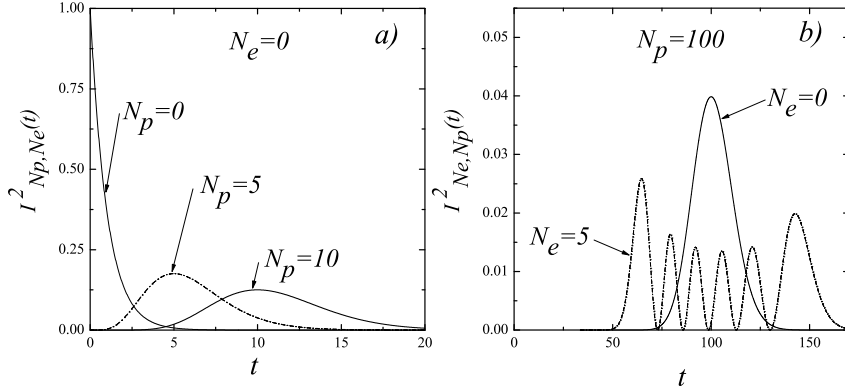 a)
N_e=0
N_p=0
N_p=5
N_p=10
I^2_{Np,Ne}(t)
1.00
0.75
0.50
0.25
0.00
0 5 10 15 20
t
b)
N_p=100
N_e=0
N_e=5
I^2_{Ne,Np}(t)
0.05
0.04
0.03
0.02
0.01
0.00
0 50 100 150
t